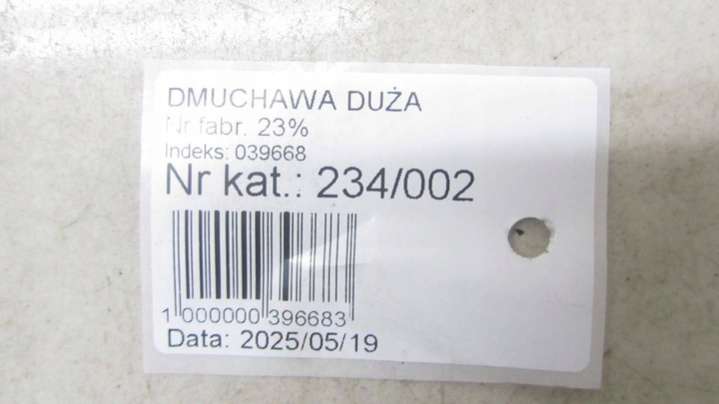 DMUCHAWA DUŻA
Nr fabr. 23%
Indeks: 039668
Nr kat.: 234/002
1 000000 396683
Data: 2025/05/19